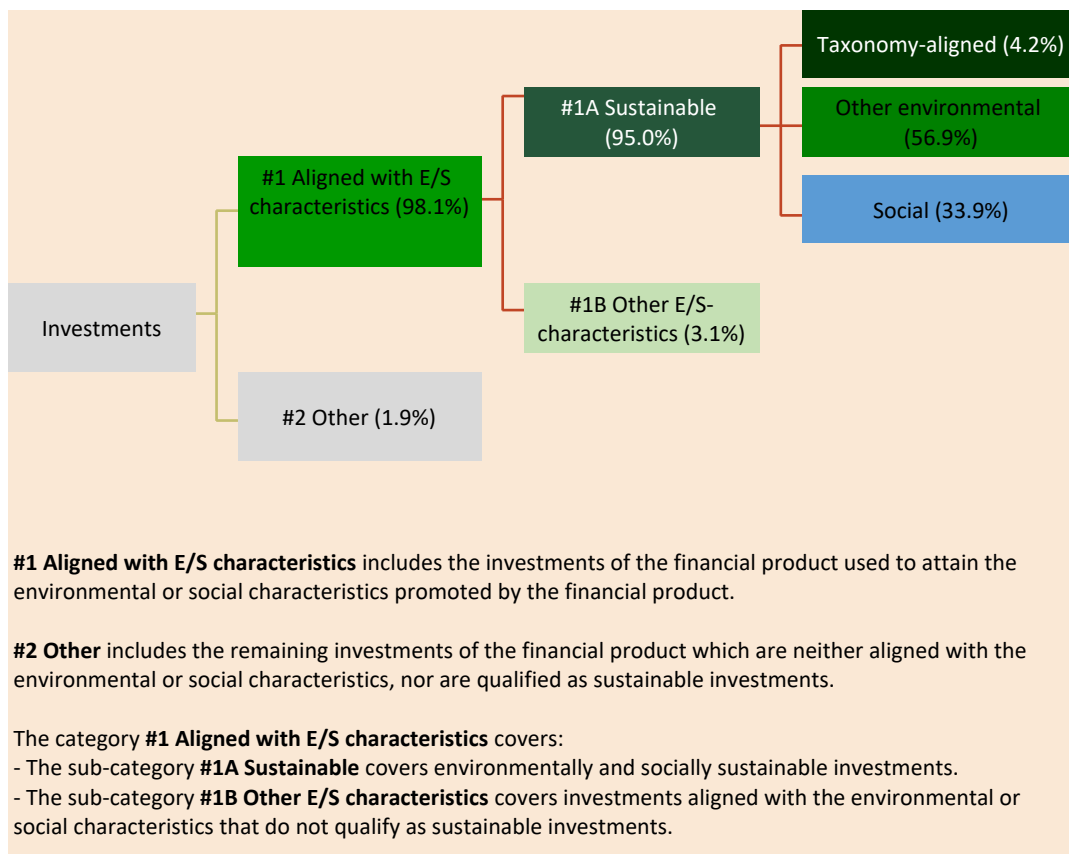 Taxonomy-aligned (4.2%)
#1A Sustainable
(95.0%)
Other environmental
(56.9%)
#1 Aligned with E/S
characteristics (98.1%)
Social (33.9%)
#1B Other E/S-
characteristics (3.1%)
Investments
#2 Other (1.9%)
#1 Aligned with E/S characteristics includes the investments of the financial product used to attain the
environmental or social characteristics promoted by the financial product.
#2 Other includes the remaining investments of the financial product which are neither aligned with the
environmental or social characteristics, nor are qualified as sustainable investments.
The category #1 Aligned with E/S characteristics covers:
- The sub-category #1A Sustainable covers environmentally and socially sustainable investments.
- The sub-category #1B Other E/S characteristics covers investments aligned with the environmental or
social characteristics that do not qualify as sustainable investments.